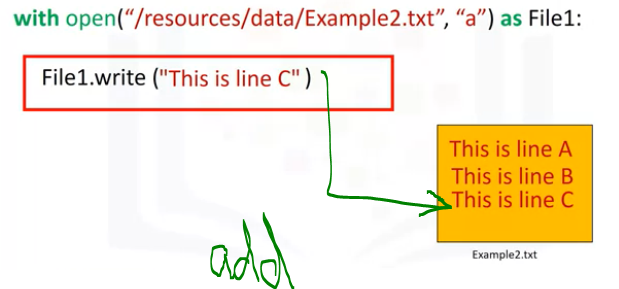 with open(“/resources/data/Example2.txt”, “a”) as File1:
File1.write ("This is line C" )
This is line A
This is line B
This is line C
Example2.txt
add